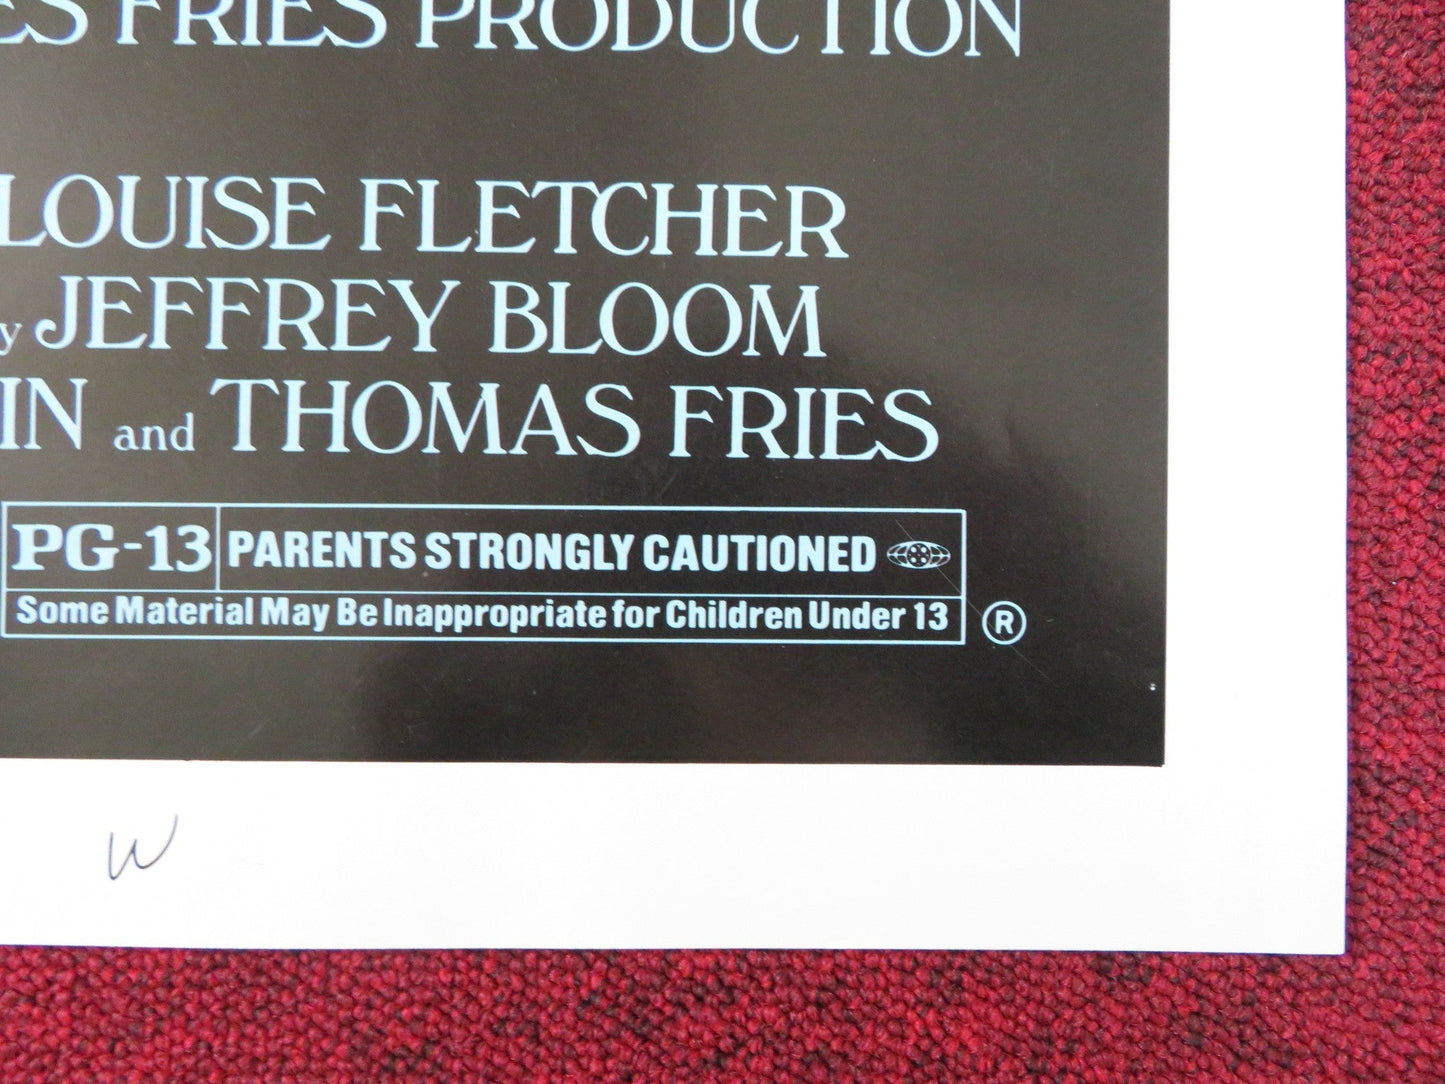 ES FRIES PRODUCTION
LOUISE FLETCHER
y JEFFREY BLOOM
IN and THOMAS FRIES
PG-13 PARENTS STRONGLY CAUTIONED
Some Material May Be Inappropriate for Children Under 13 ®
W